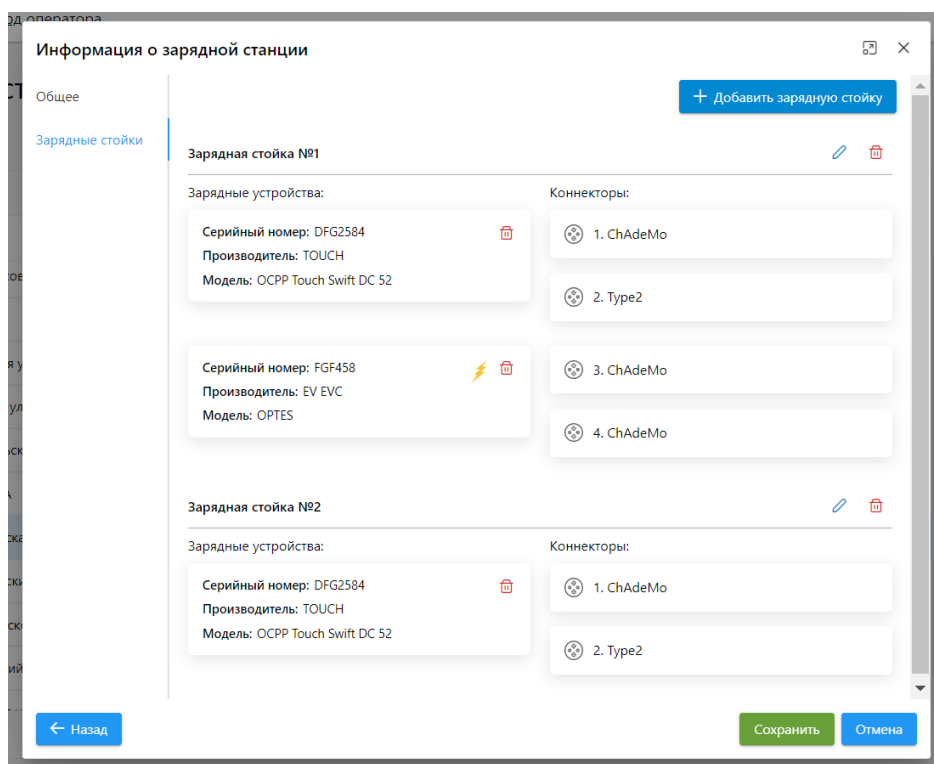 од оператора
Информация о зарядной станции
Общее
Зарядные стойки
+ Добавить зарядную стойку
Зарядная стойка №1
Зарядные устройства:
Коннекторы:
Серийный номер: DFG2584
Производитель: TOUCH
Модель: OCPP Touch Swift DC 52
1. ChAdeMo
2. Type2
Серийный номер: FGF458
Производитель: EV EVC
Модель: OPTES
3. ChAdeMo
4. ChAdeMo
Зарядная стойка №2
Зарядные устройства:
Коннекторы:
Серийный номер: DFG2584
Производитель: TOUCH
Модель: OCPP Touch Swift DC 52
1. ChAdeMo
2. Type2
Назад
Сохранить
Отмена